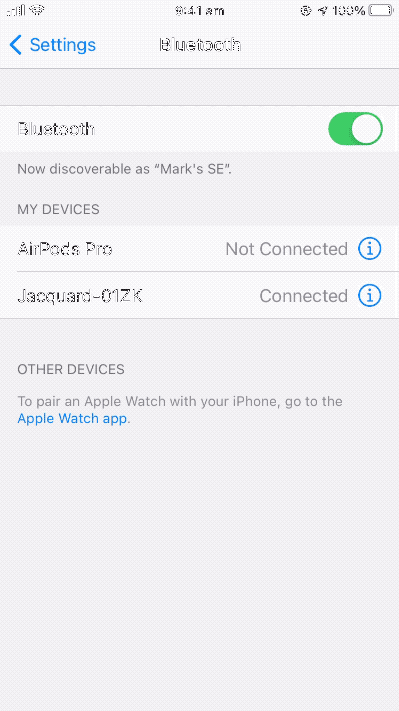 9:41 am
100%
Settings
Bluetooth
Bluetooth
Now discoverable as “Mark's SE”.
MY DEVICES
AirPods Pro
Not Connected
Jacquard-01ZK
Connected
OTHER DEVICES
To pair an Apple Watch with your iPhone, go to the
Apple Watch app.